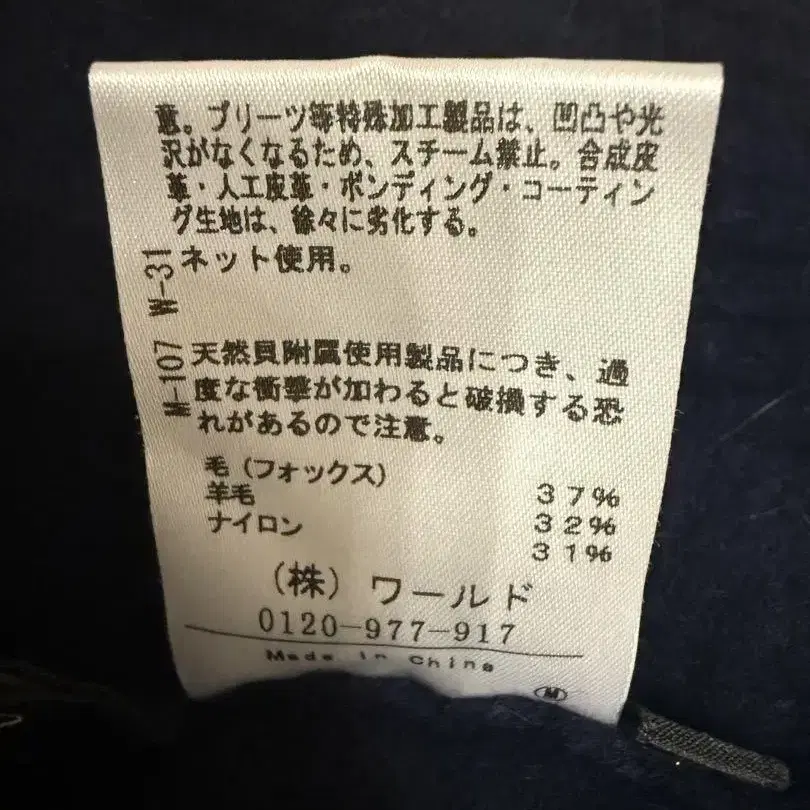 意。プリーツ等特殊加工製品は、凹凸や光
沢がなくなるため、スチーム禁止。合成皮
革・人工皮革・ボンディング・コーティン
グ生地は、徐々に劣化する。
W-31
ネット使用。
M-107
天然貝附属使用製品につき、過
度な衝撃が加わると破損する恐
れがあるので注意。
毛(フォックス)
羊毛 37%
ナイロン 32%
31%
(株)ワールド
0120-977-917
Made in China
M